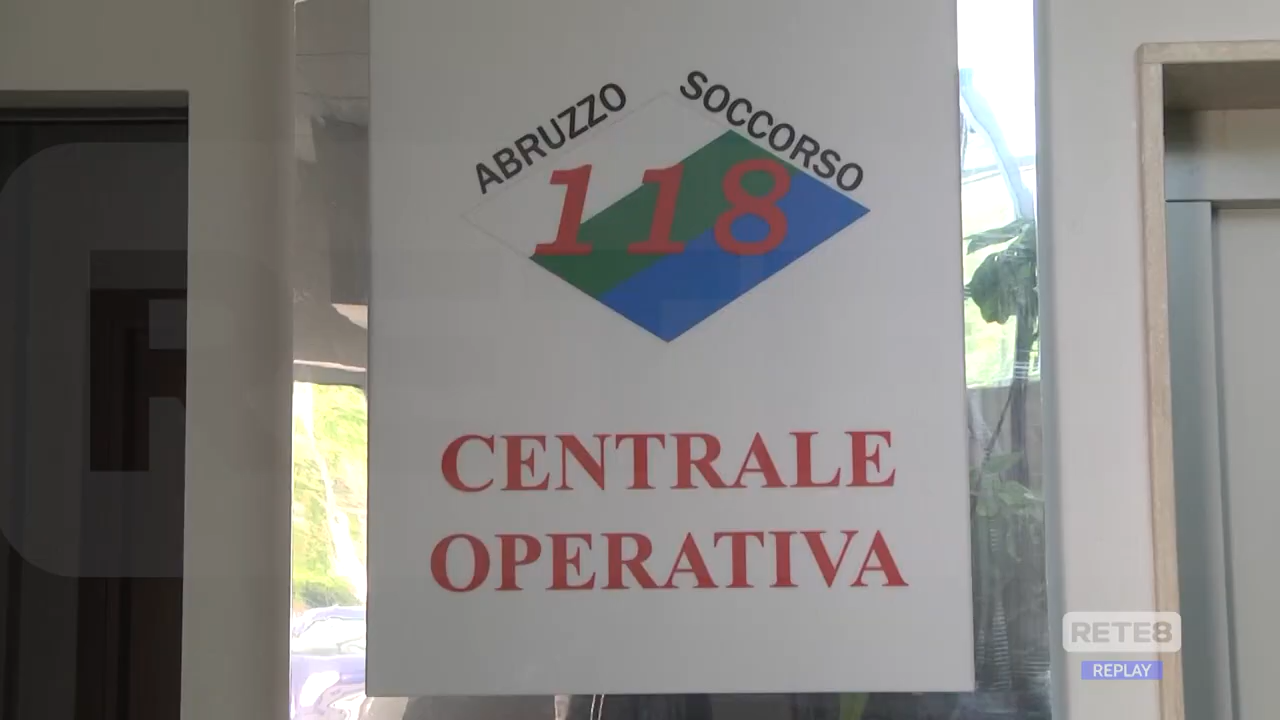 ABRUZZO SOCCORSO
118
CENTRALE
OPERATIVA
RETE8
REPLAY